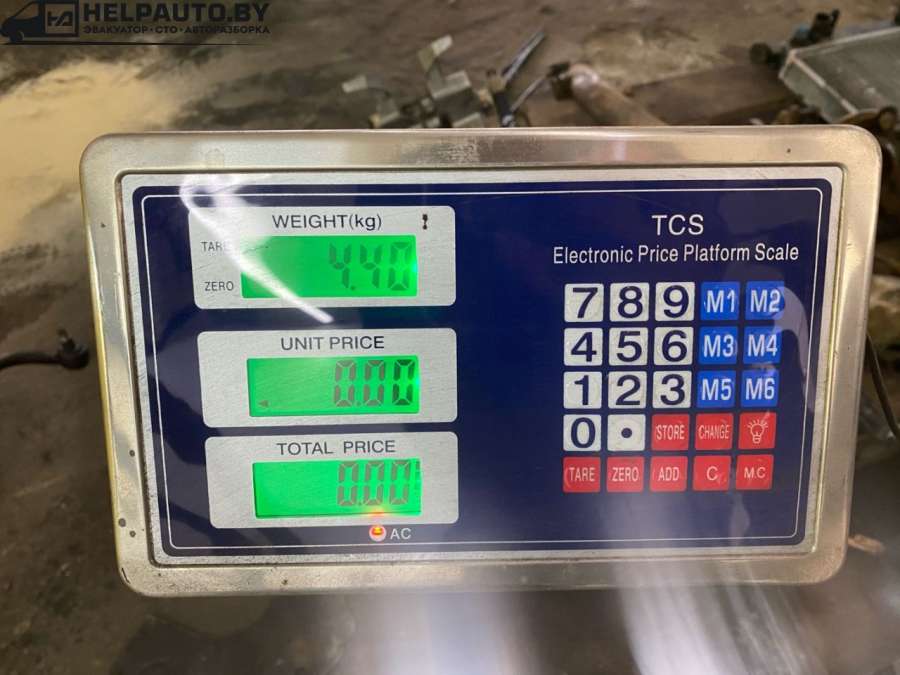 HELPAUTO.BY
ЭВАКУАТОР•СТО•АВТОРАЗБОРКА
WEIGHT(kg)
TARE
4.40
ZERO
UNIT PRICE
0.00
TOTAL PRICE
0.00
AC
TCS
Electronic Price Platform Scale
7 8 9 M1 M2
4 5 6 M3 M4
1 2 3 M5 M6
0 • STORE CHANGE
TARE ZERO ADD C M.C